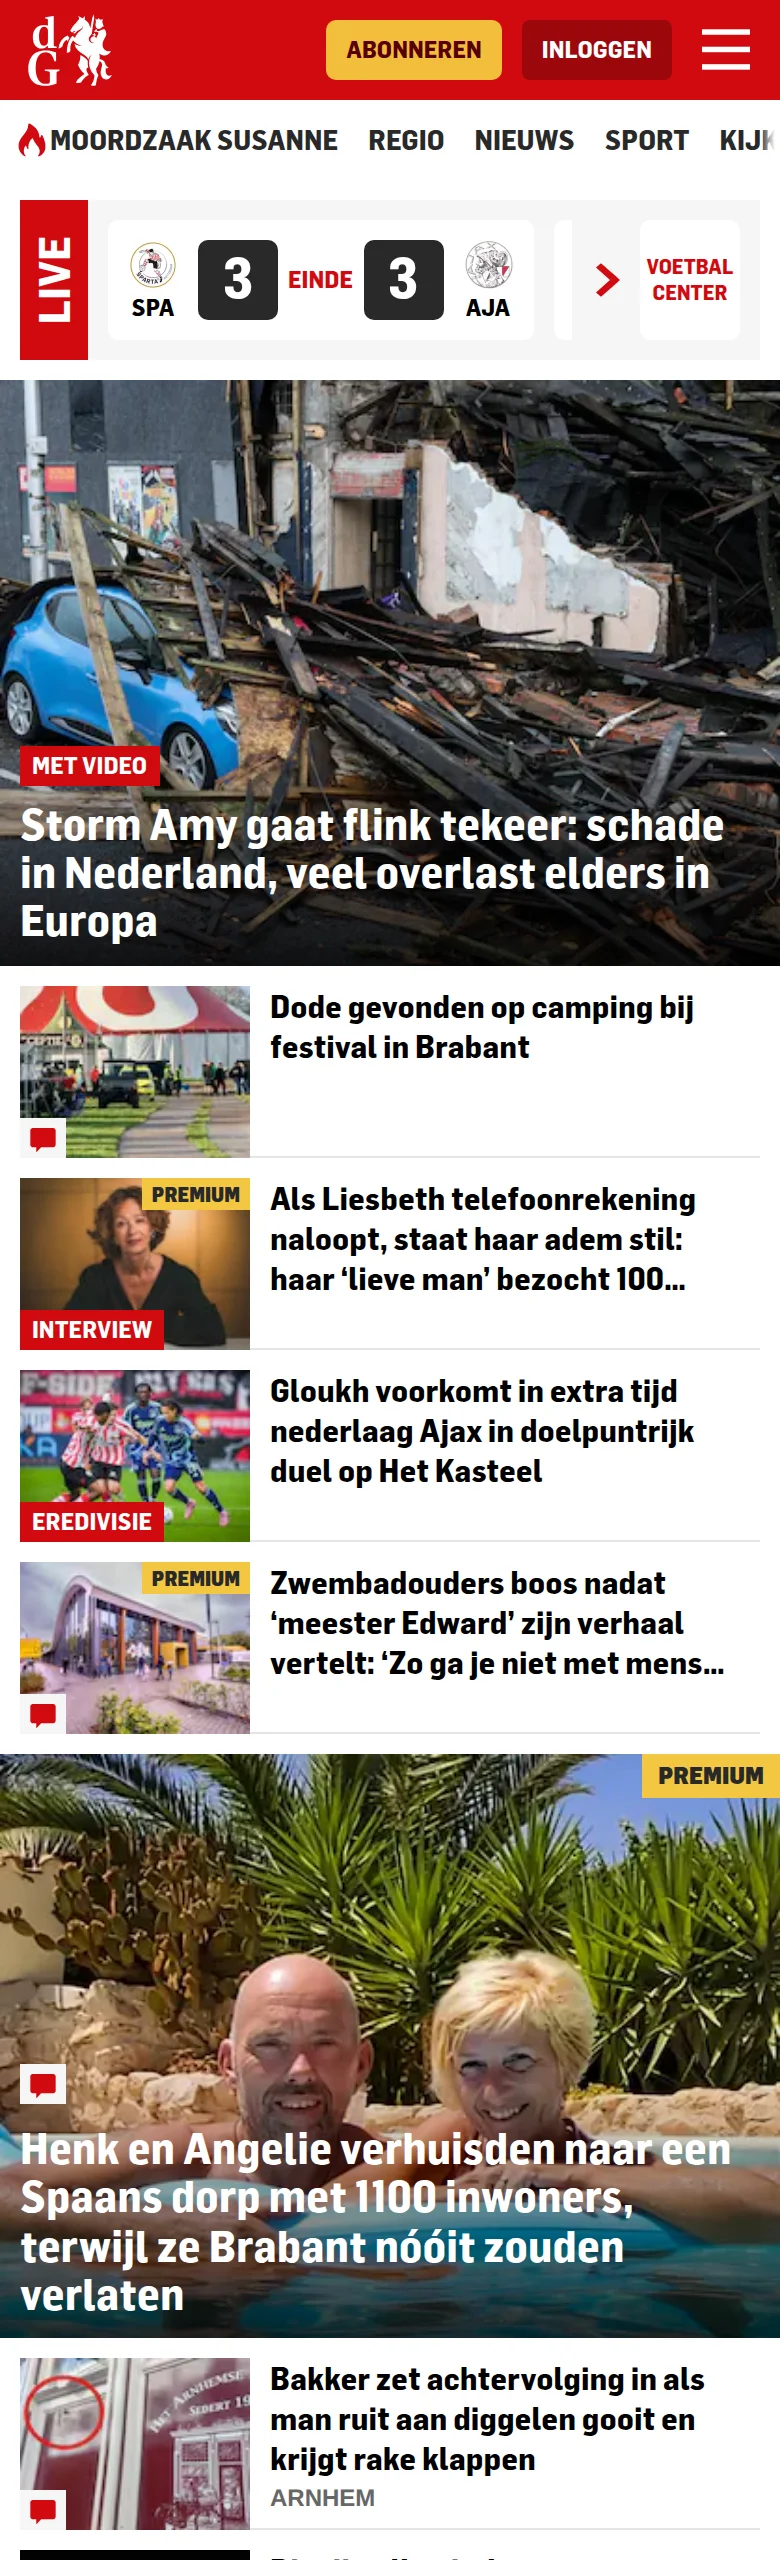 dG
ABONNEREN
INLOGGEN
MOORDZAAK SUSANNE
REGIO
NIEUWS
SPORT
LIVE
SPA
3
EINDE
3
AJA
VOETBAL
CENTER
MET VIDEO
Storm Amy gaat flink tekeer: schade
in Nederland, veel overlast elders in
Europa
Dode gevonden op camping bij
festival in Brabant
PREMIUM
INTERVIEW
Als Liesbeth telefoonrekening
naloopt, staat haar adem stil:
haar ‘lieve man’ bezocht 100...
EREDIVISIE
Gloukh voorkomt in extra tijd
nederlaag Ajax in doelpuntrijk
duel op Het Kasteel
PREMIUM
Zwembadouders boos nadat
‘meester Edward’ zijn verhaal
vertelt: ‘Zo ga je niet met mens...
PREMIUM
Henk en Angelie verhuisden naar een
Spaans dorp met 1100 inwoners,
terwijl ze Brabant nóóit zouden
verlaten
HET ARNHEMSE
Bakker zet achtervolging in als
man ruit aan diggelen gooit en
krijgt rake klappen
ARNHEM